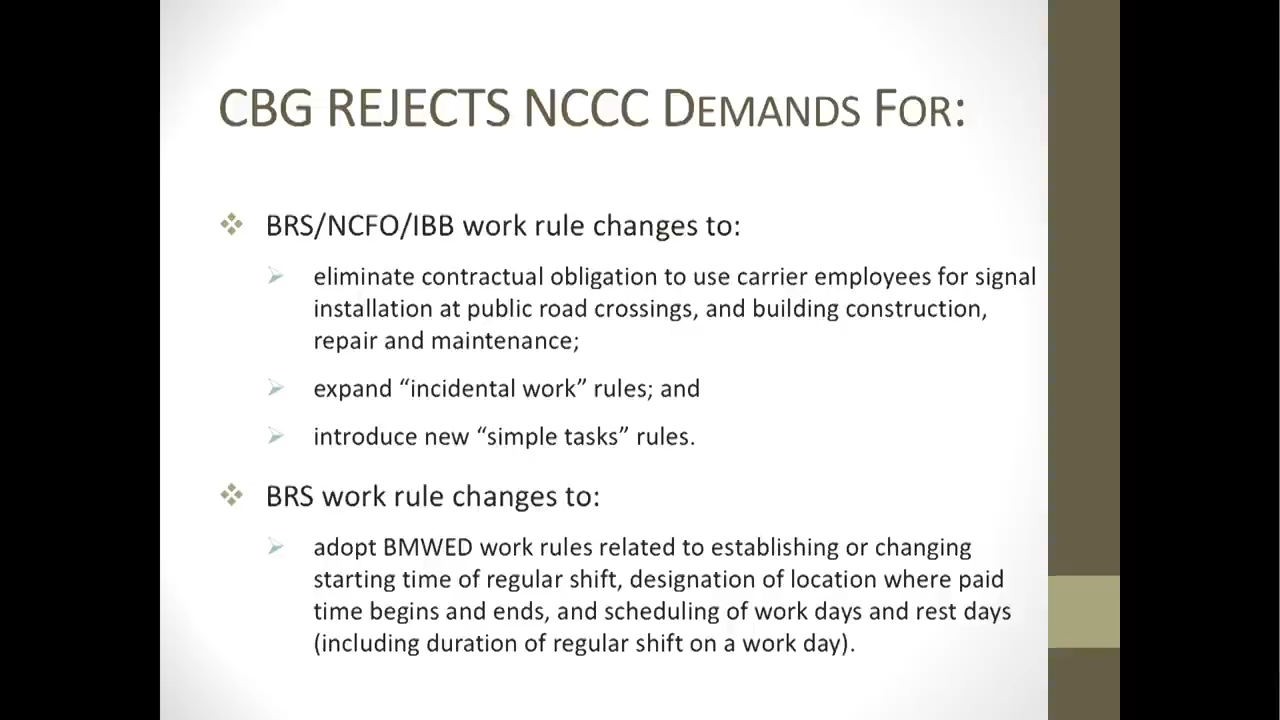 CBG REJECTS NCCC DEMANDS FOR:
BRS/NCFO/IBB work rule changes to:
eliminate contractual obligation to use carrier employees for signal
installation at public road crossings, and building construction,
repair and maintenance;
expand “incidental work” rules; and
introduce new “simple tasks” rules.
BRS work rule changes to:
adopt BMWED work rules related to establishing or changing
starting time of regular shift, designation of location where paid
time begins and ends, and scheduling of work days and rest days
(including duration of regular shift on a work day).